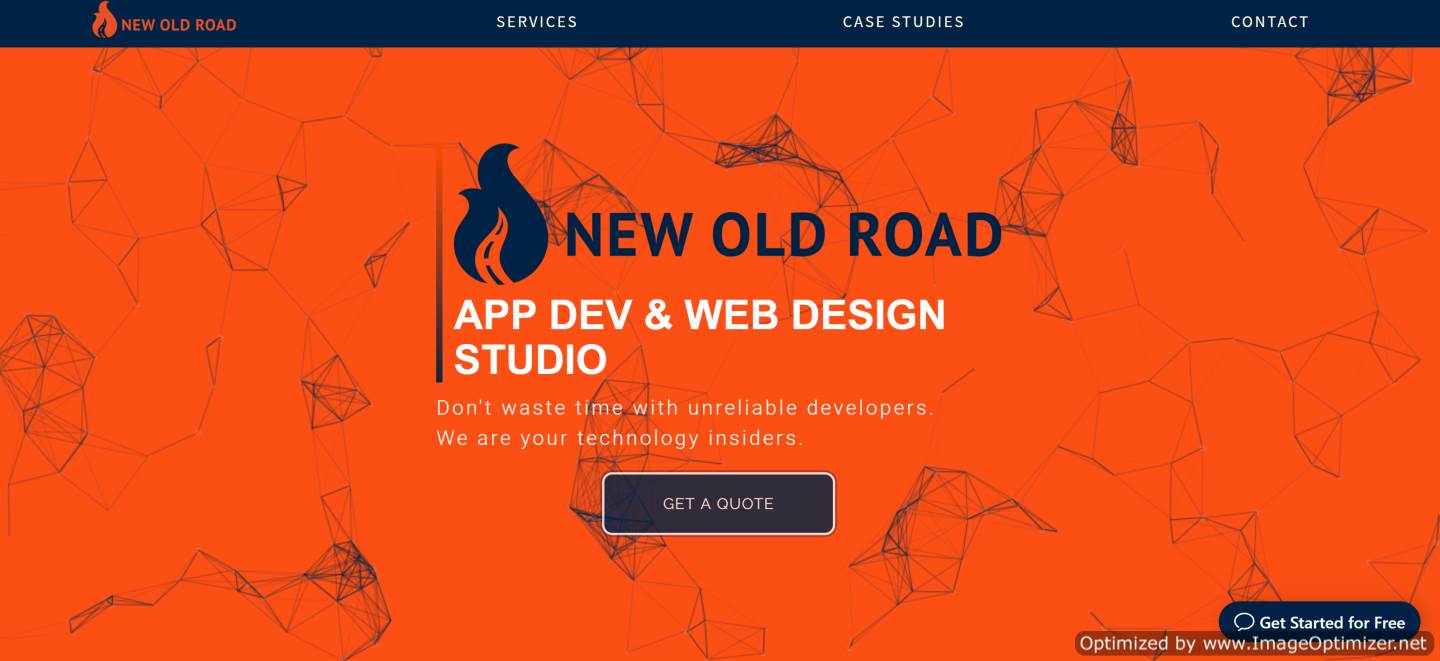 NEW OLD ROAD
SERVICES
CASE STUDIES
CONTACT
NEW OLD ROAD
APP DEV & WEB DESIGN
STUDIO
Don't waste time with unreliable developers.
We are your technology insiders.
GET A QUOTE
Get Started for Free
Optimized by www.ImageOptimizer.net